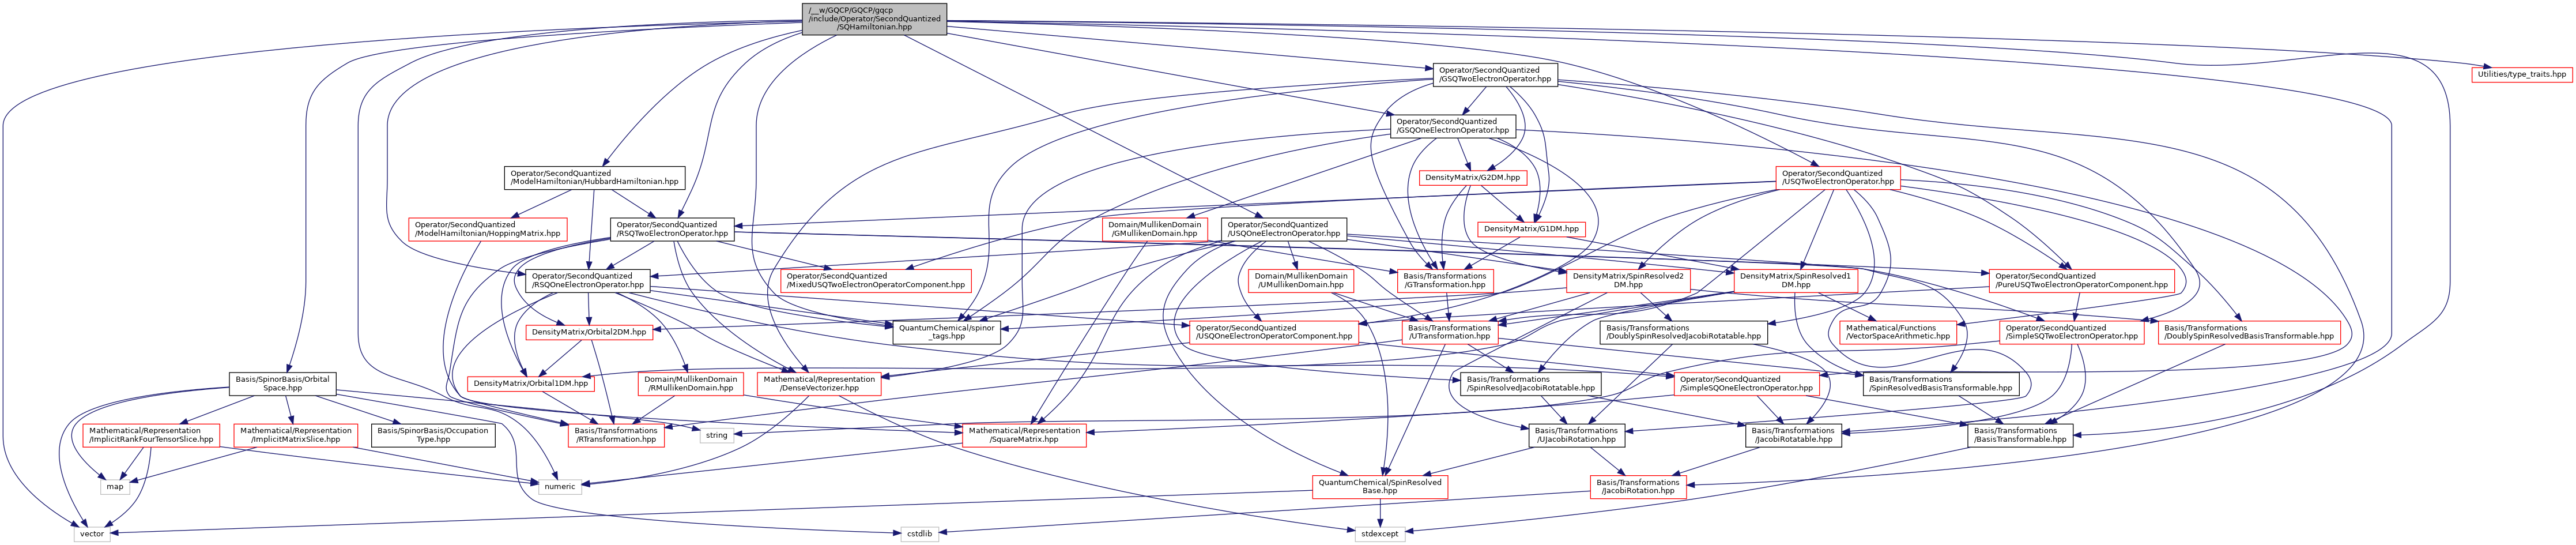 /__w/GQCP/GQCP/gqcp
/include/Operator/SecondQuantized
/SQHamiltonian.hpp
Operator/SecondQuantized
/GSQTwoElectronOperator.hpp
Utilities/type_traits.hpp
Operator/SecondQuantized
/GSQOneElectronOperator.hpp
Operator/SecondQuantized
/ModelHamiltonian/HubbardHamiltonian.hpp
DensityMatrix/G2DM.hpp
Operator/SecondQuantized
/USQTwoElectronOperator.hpp
Operator/SecondQuantized
/ModelHamiltonian/HoppingMatrix.hpp
Operator/SecondQuantized
/RSQTwoElectronOperator.hpp
Domain/MullikenDomain
/GMullikenDomain.hpp
Operator/SecondQuantized
/USQOneElectronOperator.hpp
DensityMatrix/G1DM.hpp
Operator/SecondQuantized
/RSQOneElectronOperator.hpp
Operator/SecondQuantized
/MixedUSQTwoElectronOperatorComponent.hpp
Domain/MullikenDomain
/UMullikenDomain.hpp
Basis/Transformations
/GTransformation.hpp
DensityMatrix/SpinResolved2
DM.hpp
DensityMatrix/SpinResolved1
DM.hpp
Operator/SecondQuantized
/PureUSQTwoElectronOperatorComponent.hpp
DensityMatrix/Orbital2DM.hpp
QuantumChemical/spinor
_tags.hpp
Operator/SecondQuantized
/USQOneElectronOperatorComponent.hpp
Basis/Transformations
/UTransformation.hpp
Basis/Transformations
/DoublySpinResolvedJacobiRotatable.hpp
Mathematical/Functions
/VectorSpaceArithmetic.hpp
Operator/SecondQuantized
/SimpleSQTwoElectronOperator.hpp
Basis/Transformations
/DoublySpinResolvedBasisTransformable.hpp
Basis/SpinorBasis/Orbital
Space.hpp
DensityMatrix/Orbital1DM.hpp
Domain/MullikenDomain
/RMullikenDomain.hpp
Mathematical/Representation
/DenseVectorizer.hpp
Basis/Transformations
/SpinResolvedJacobiRotatable.hpp
Operator/SecondQuantized
/SimpleSQOneElectronOperator.hpp
Basis/Transformations
/SpinResolvedBasisTransformable.hpp
Mathematical/Representation
/ImplicitRankFourTensorSlice.hpp
Mathematical/Representation
/ImplicitMatrixSlice.hpp
Basis/SpinorBasis/Occupation
Type.hpp
Basis/Transformations
/RTransformation.hpp
string
Mathematical/Representation
/SquareMatrix.hpp
Basis/Transformations
/UJacobiRotation.hpp
Basis/Transformations
/JacobiRotatable.hpp
Basis/Transformations
/BasisTransformable.hpp
map
numeric
QuantumChemical/SpinResolved
Base.hpp
Basis/Transformations
/JacobiRotation.hpp
vector
cstdlib
stdexcept